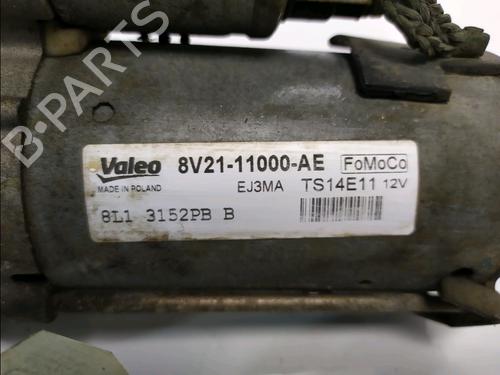 B-PARTS
Valeo 8V21-11000-AE FoMoCo
MADE IN POLAND EJ3MA TS14E11 12V
8L1 3152PB B